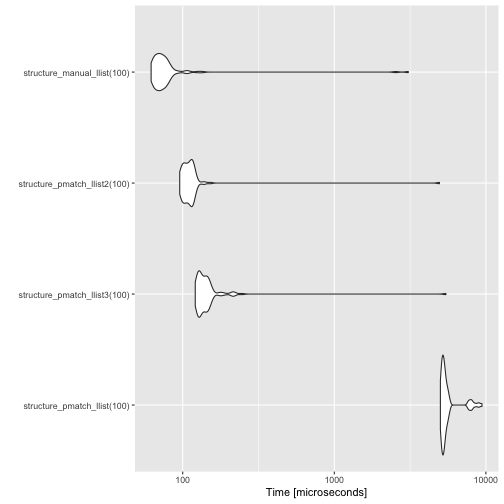 structure_manual_llist(100)
structure_pmatch_llist2(100)
structure_pmatch_llist3(100)
structure_pmatch_llist(100)
100
1000
10000
Time [microseconds]